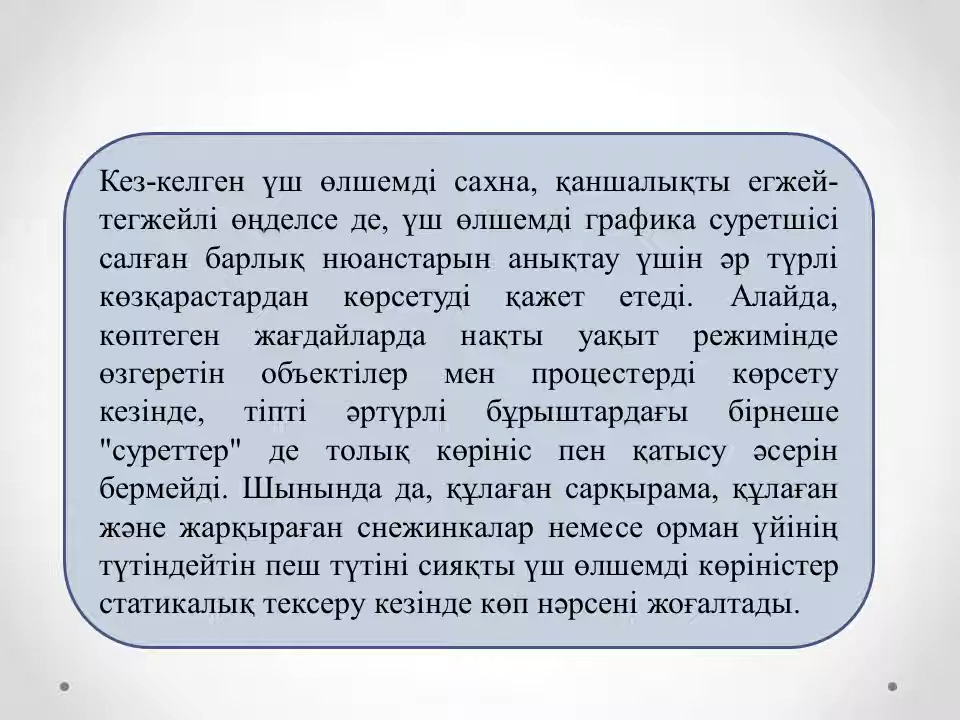 Кез-келген үш өлшемді сахна, қаншалықты егжей-
тегжейлі өңделсе де, үш өлшемді графика суретшісі
салған барлық нюанстарын анықтау үшін әр түрлі
көзқарастардан көрсетуді қажет етеді. Алайда,
көптеген жағдайларда нақты уақыт режимінде
өзгеретін объектілер мен процестерді көрсету
кезінде, тіпті әртүрлі бұрыштардағы бірнеше
"суреттер" де толық көрініс пен қатысу әсерін
бермейді. Шынында да, құлаған сарқырама, құлаған
және жарқыраған снежинкалар немесе орман үйінің
түтіндейтін пеш түтіні сияқты үш өлшемді көріністер
статикалық тексеру кезінде көп нәрсені жоғалтады.